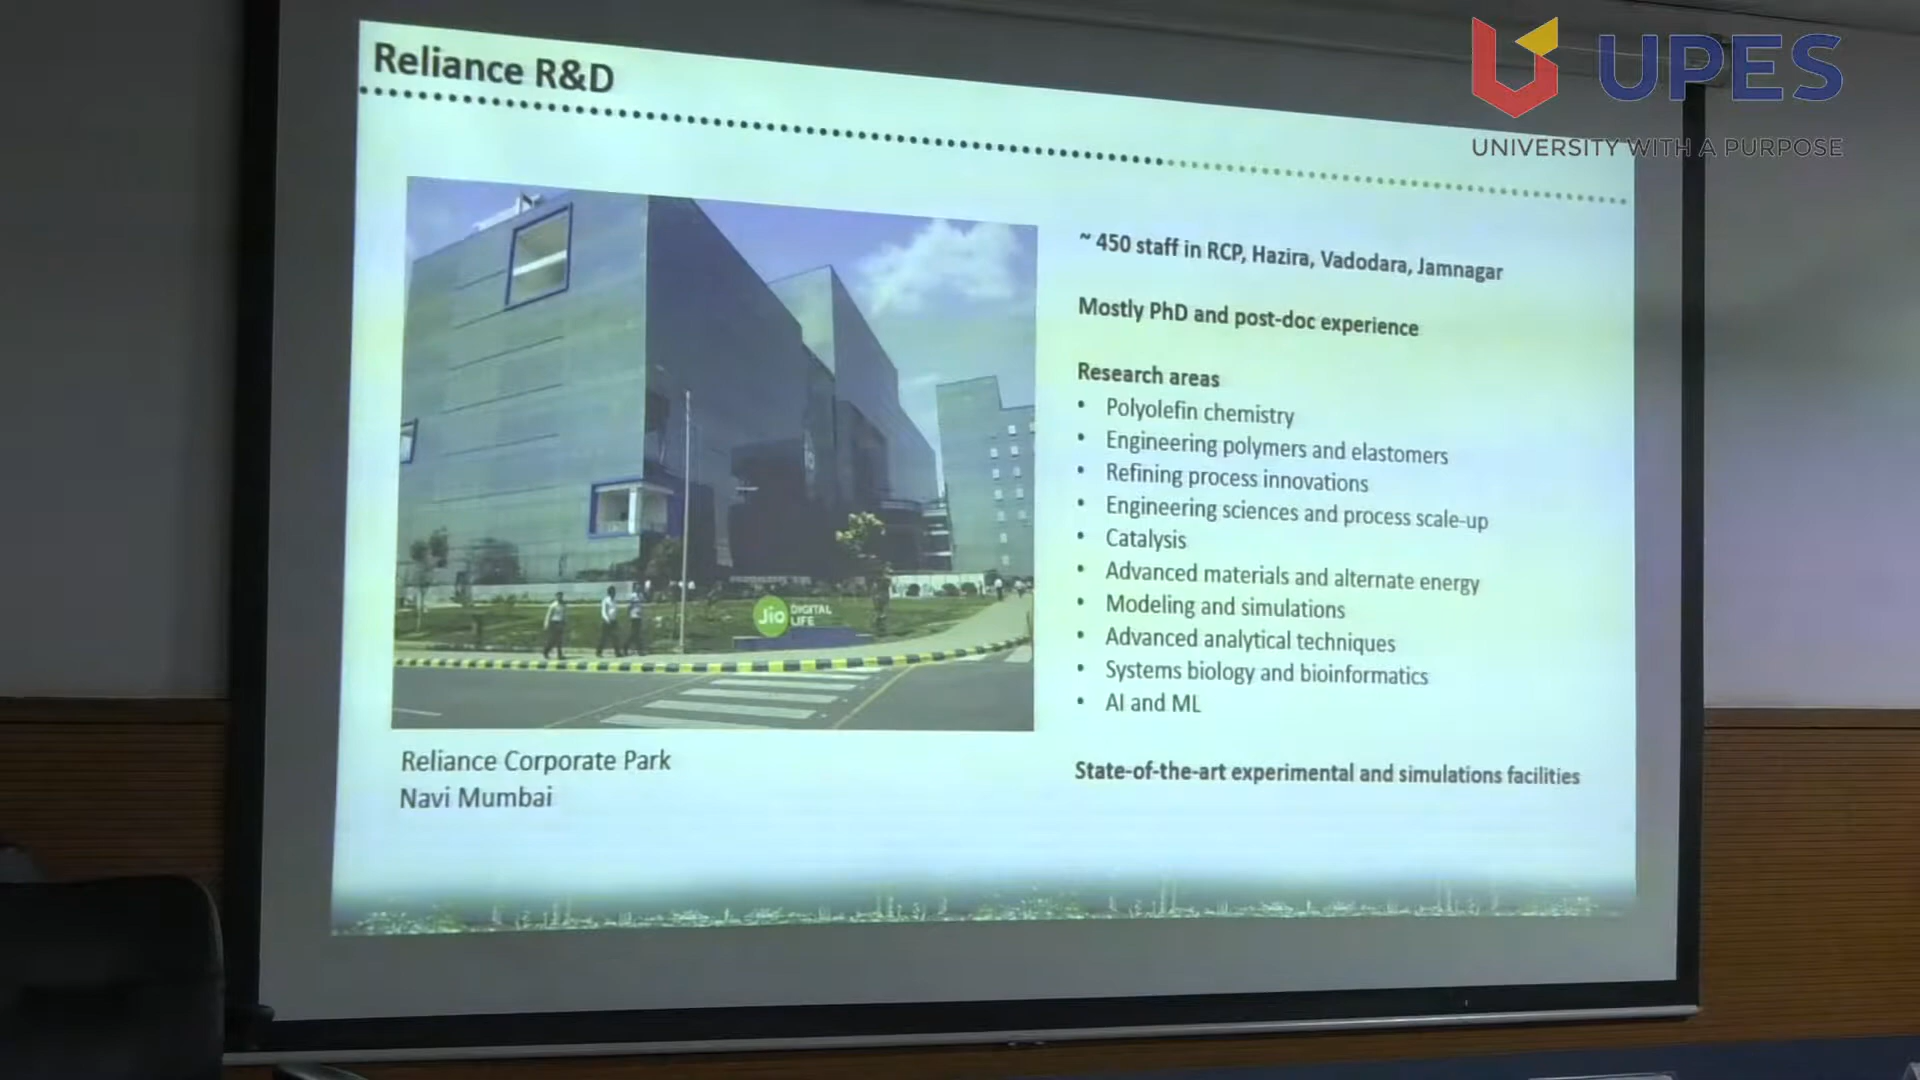 Reliance R&D
UPES
UNIVERSITY WITH A PURPOSE
~ 450 staff in RCP, Hazira, Vadodara, Jamnagar
Mostly PhD and post-doc experience
Research areas
• Polyolefin chemistry
• Engineering polymers and elastomers
• Refining process innovations
• Engineering sciences and process scale-up
• Catalysis
• Advanced materials and alternate energy
• Modeling and simulations
• Advanced analytical techniques
• Systems biology and bioinformatics
• AI and ML
State-of-the-art experimental and simulations facilities
Jio DIGITAL
LIFE
Reliance Corporate Park
Navi Mumbai